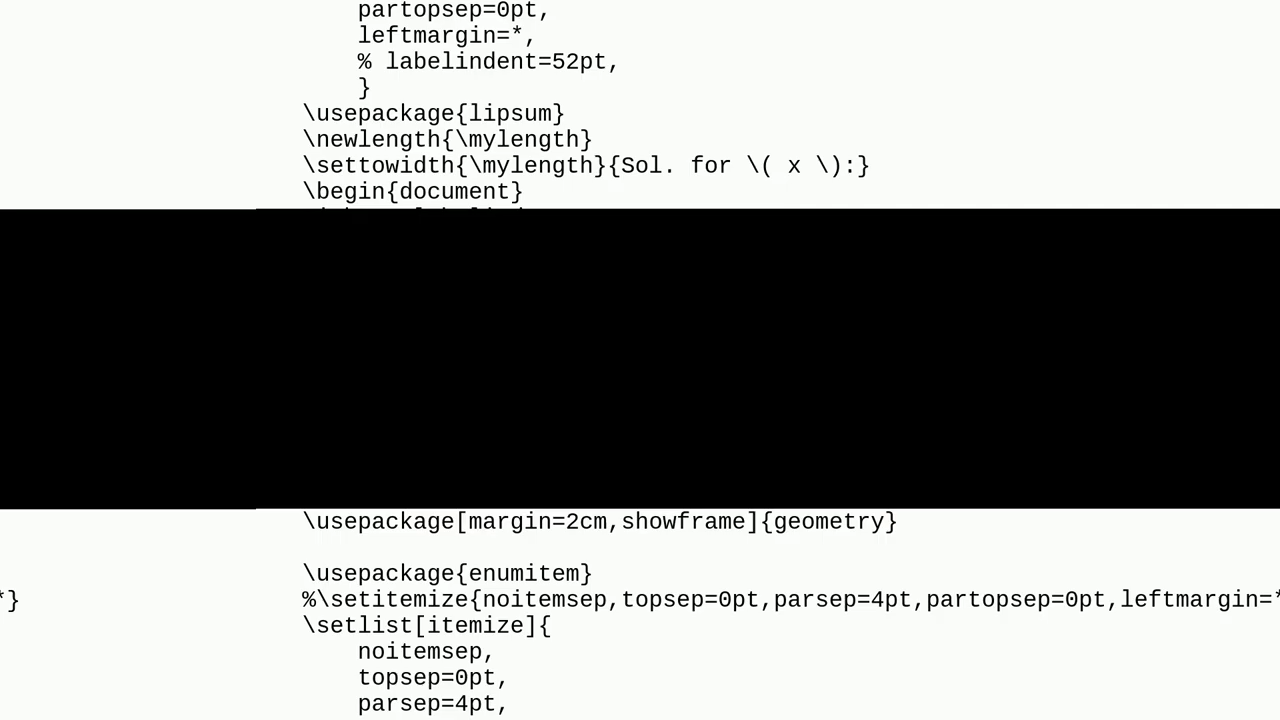 partopsep=0pt,
    leftmargin=*,
    % labelindent=52pt,
    }
\usepackage{lipsum}
\newlength{\mylength}
\settowidth{\mylength}{Sol. for \( x \):}
\begin{document}
\usepackage[margin=2cm,showframe]{geometry}

\usepackage{enumitem}
*}
%\setitemize{noitemsep,topsep=0pt,parsep=4pt,partopsep=0pt,leftmargin=*
\setlist[itemize]{
    noitemsep,
    topsep=0pt,
    parsep=4pt,